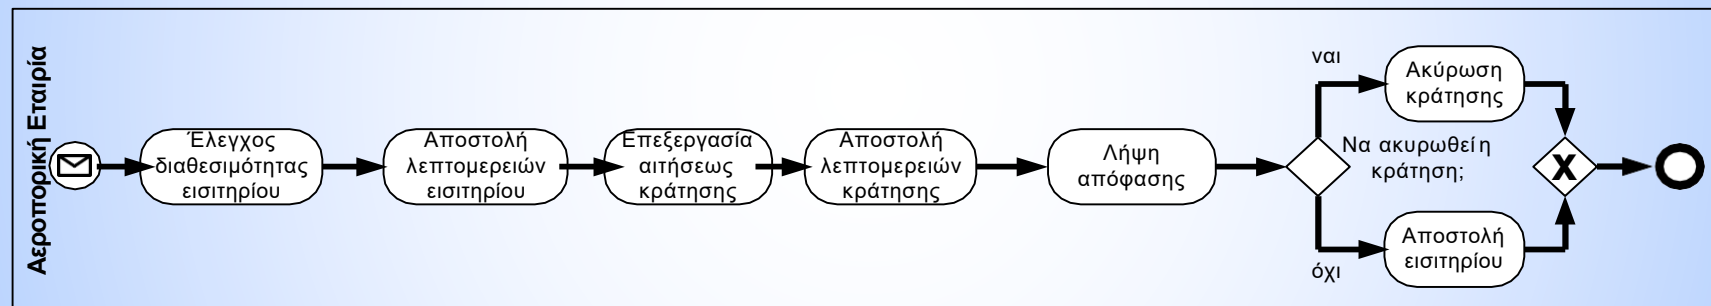 Αεροπορική Εταιρία
Έλεγχος
διαθεσιμότητας
εισιτηρίου
Αποστολή
λεπτομερειών
εισιτηρίου
Επεξεργασία
αιτήσεως
κράτησης
Αποστολή
λεπτομερειών
κράτησης
Λήψη
απόφασης
ναι
Να ακυρωθεί η
κράτηση;
όχι
Ακύρωση
κράτησης
Αποστολή
εισιτηρίου
X